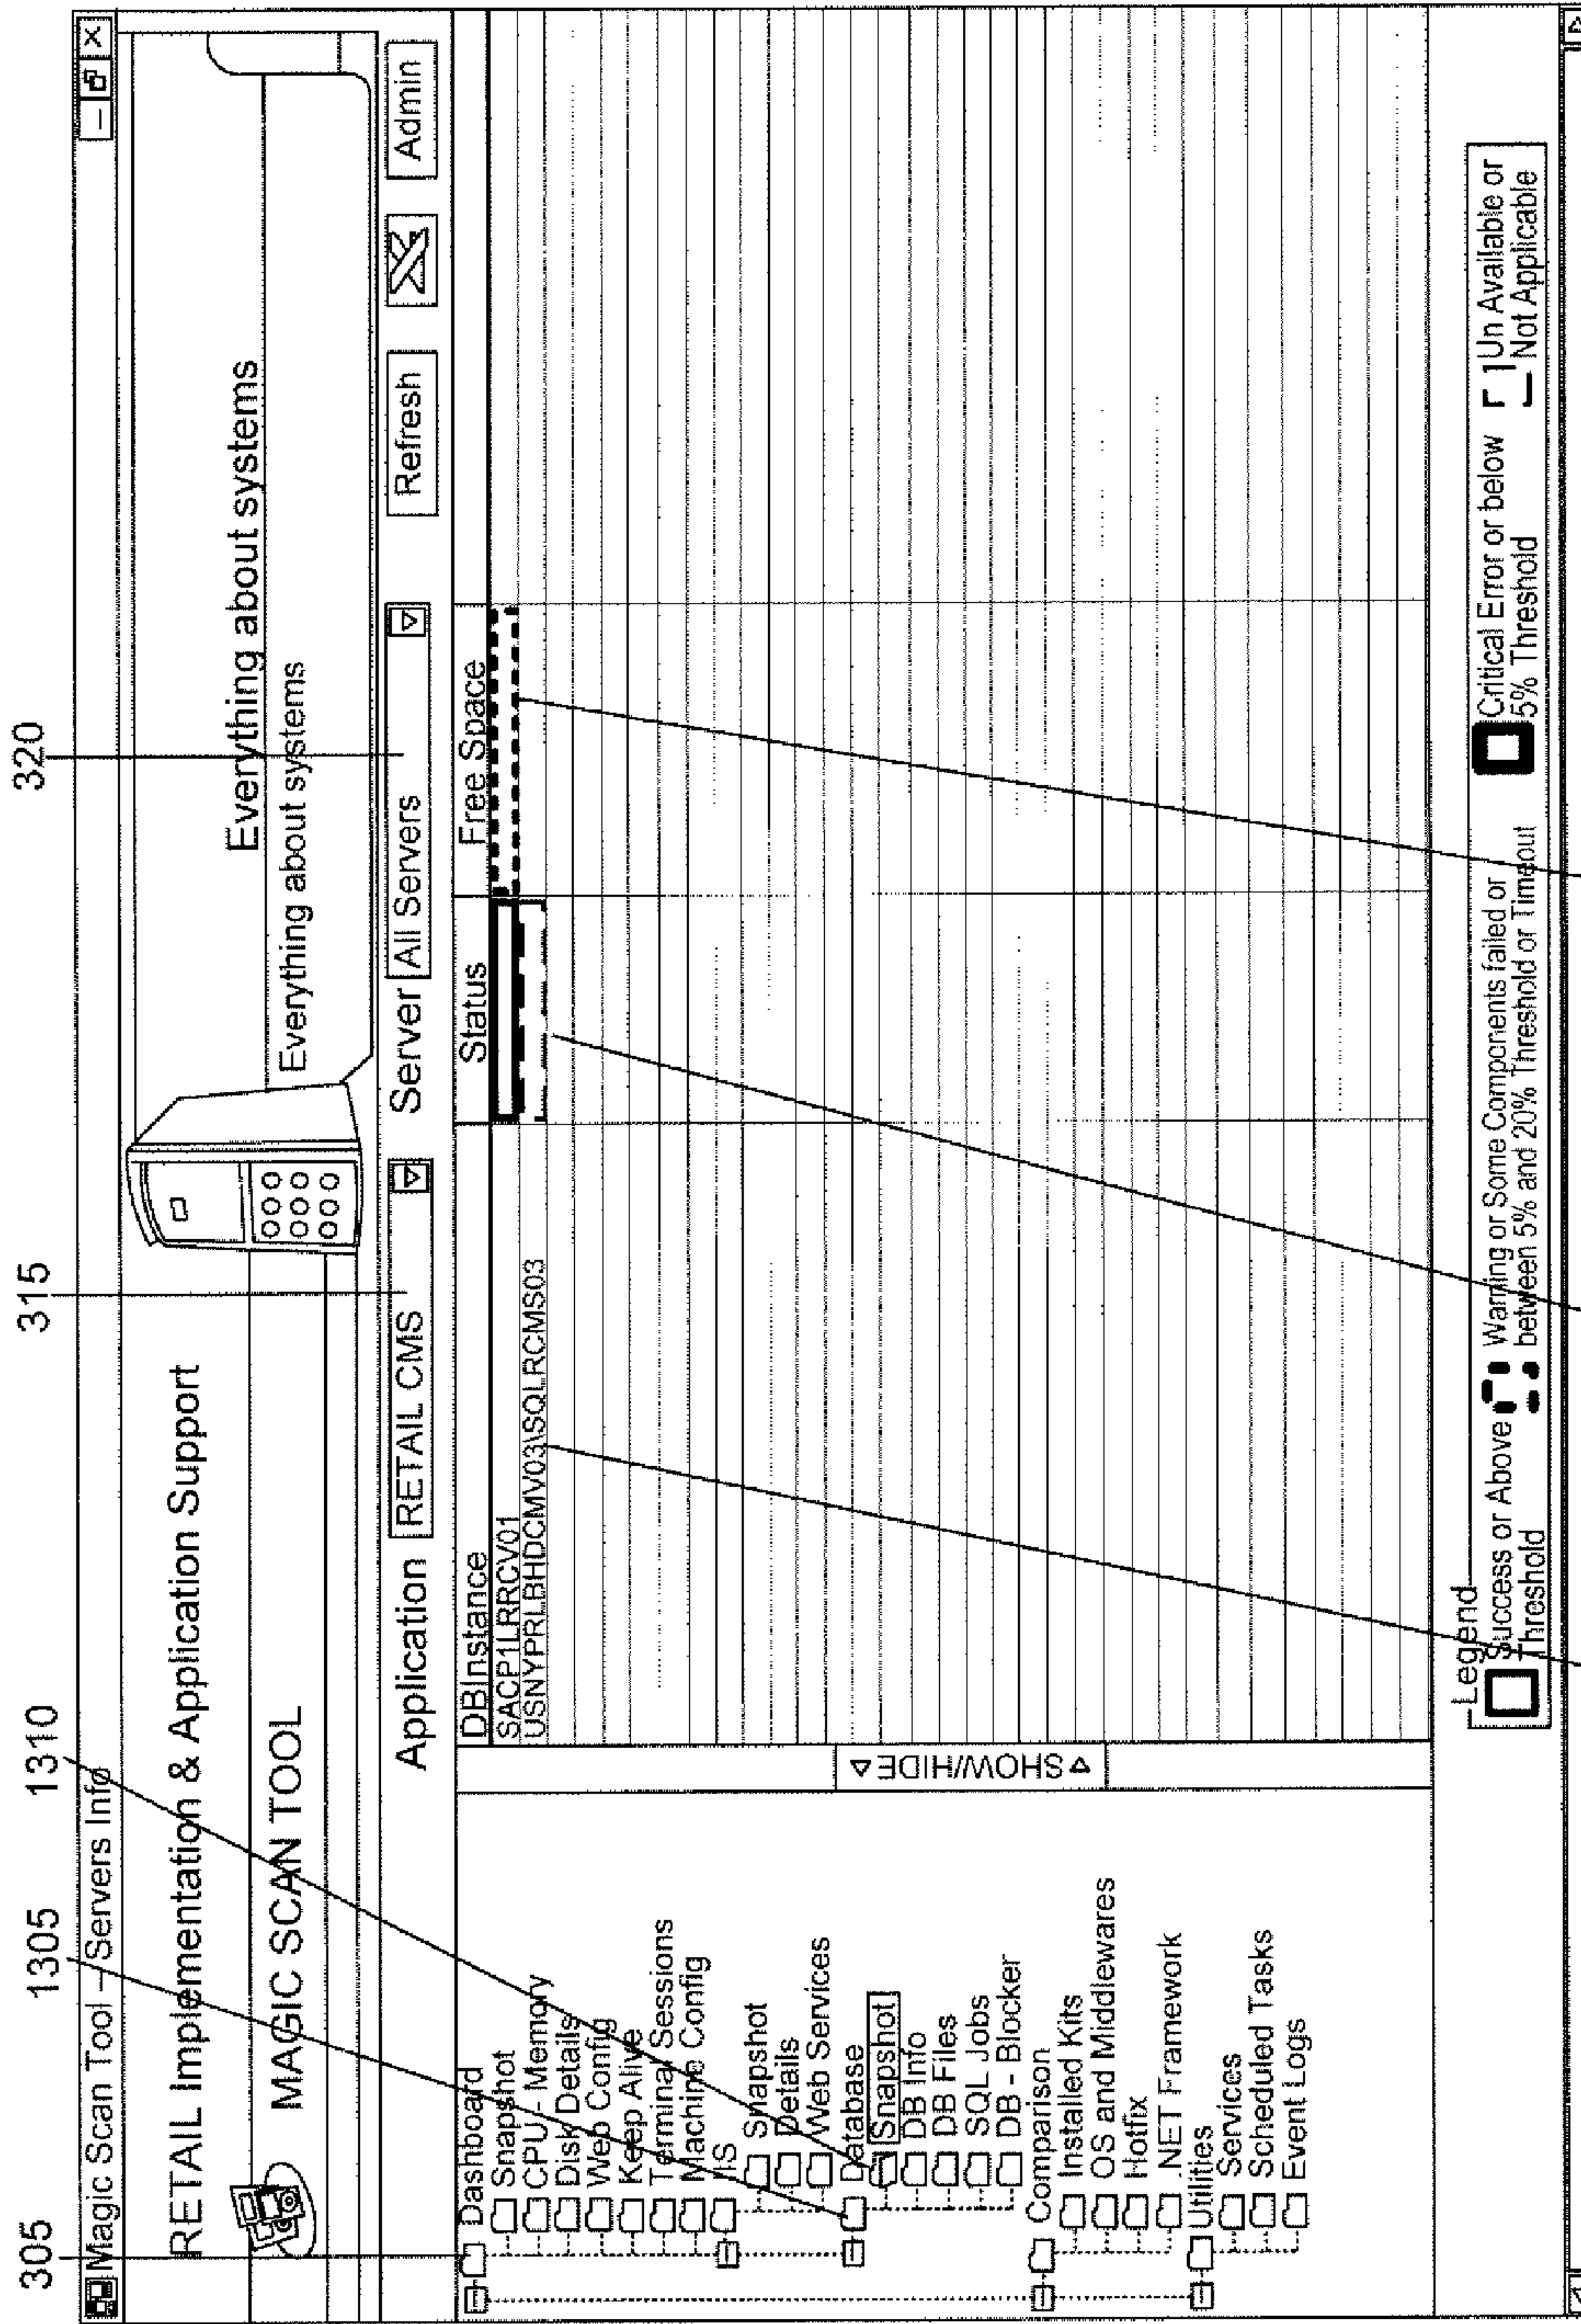 305 1305 1310 315 320
Magic Scan Tool – Servers Info
RETAIL Implementation & Application Support
Everything about systems
MAGIC SCAN TOOL
Everything about systems
Application RETAIL CMS Server All Servers Refresh Admin
Dashboard
Snapshot
CPU - Memory
Disk Details
Web Config
Keep Alive
Terminal Sessions
Machine Config
IIS
Snapshot
Details
Web Services
Database
Snapshot
DB Info
DB Files
SQL Jobs
DB - Blocker
Comparison
Installed Kits
OS and Middlewares
Hotfix
.NET Framework
Utilities
Services
Scheduled Tasks
Event Logs
SHOW/HIDE
DBInstance Status Free Space
SACP1LRRCV01
USNYPRLBHDCMV03\SQLRCMS03
Legend
Success or Above Threshold
Warning or Some Components failed or
between 5% and 20% Threshold or Timeout
Critical Error or below
5% Threshold
Un Available or
Not Applicable